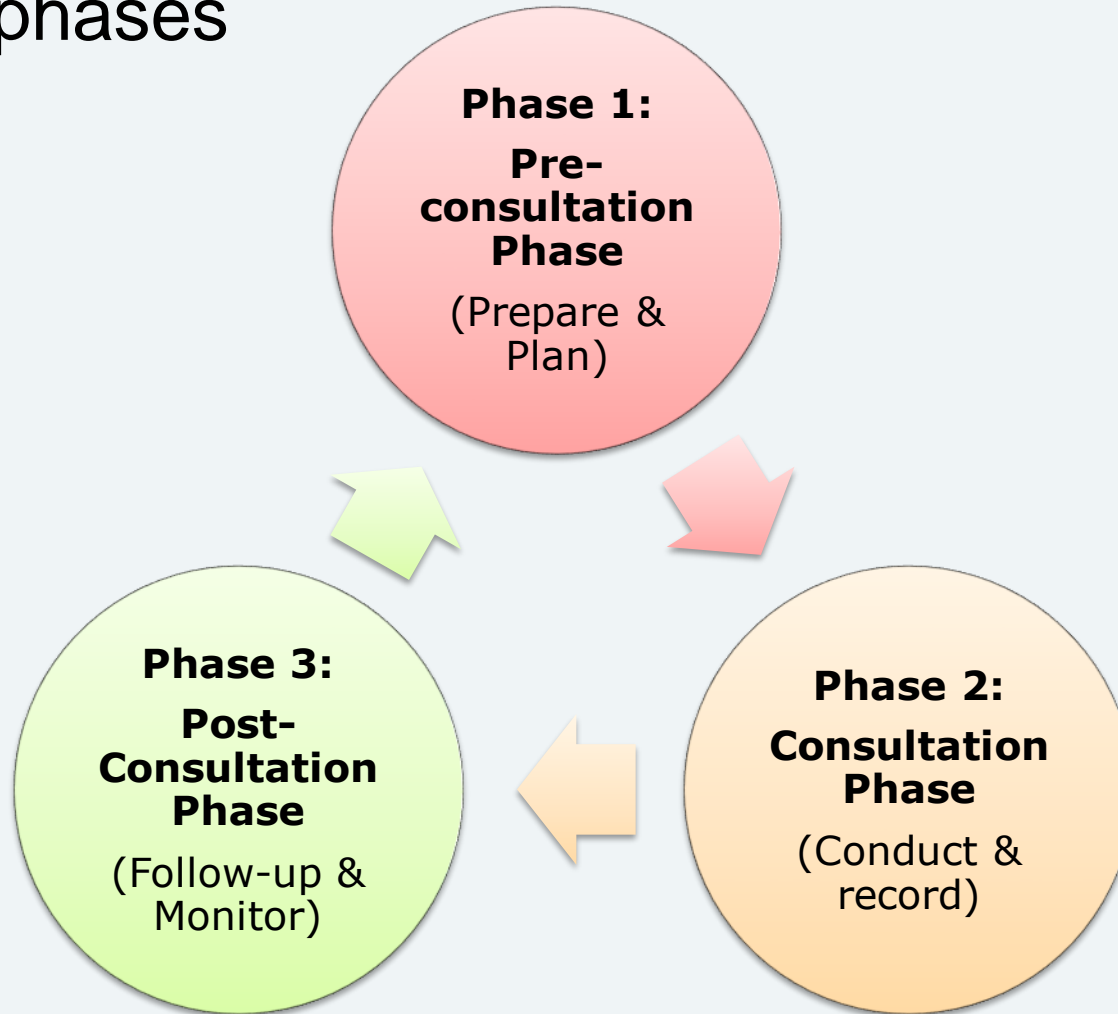 phases
Phase 1:
Pre-
consultation
Phase
(Prepare &
Plan)
Phase 3:
Post-
Consultation
Phase
(Follow-up &
Monitor)
Phase 2:
Consultation
Phase
(Conduct &
record)